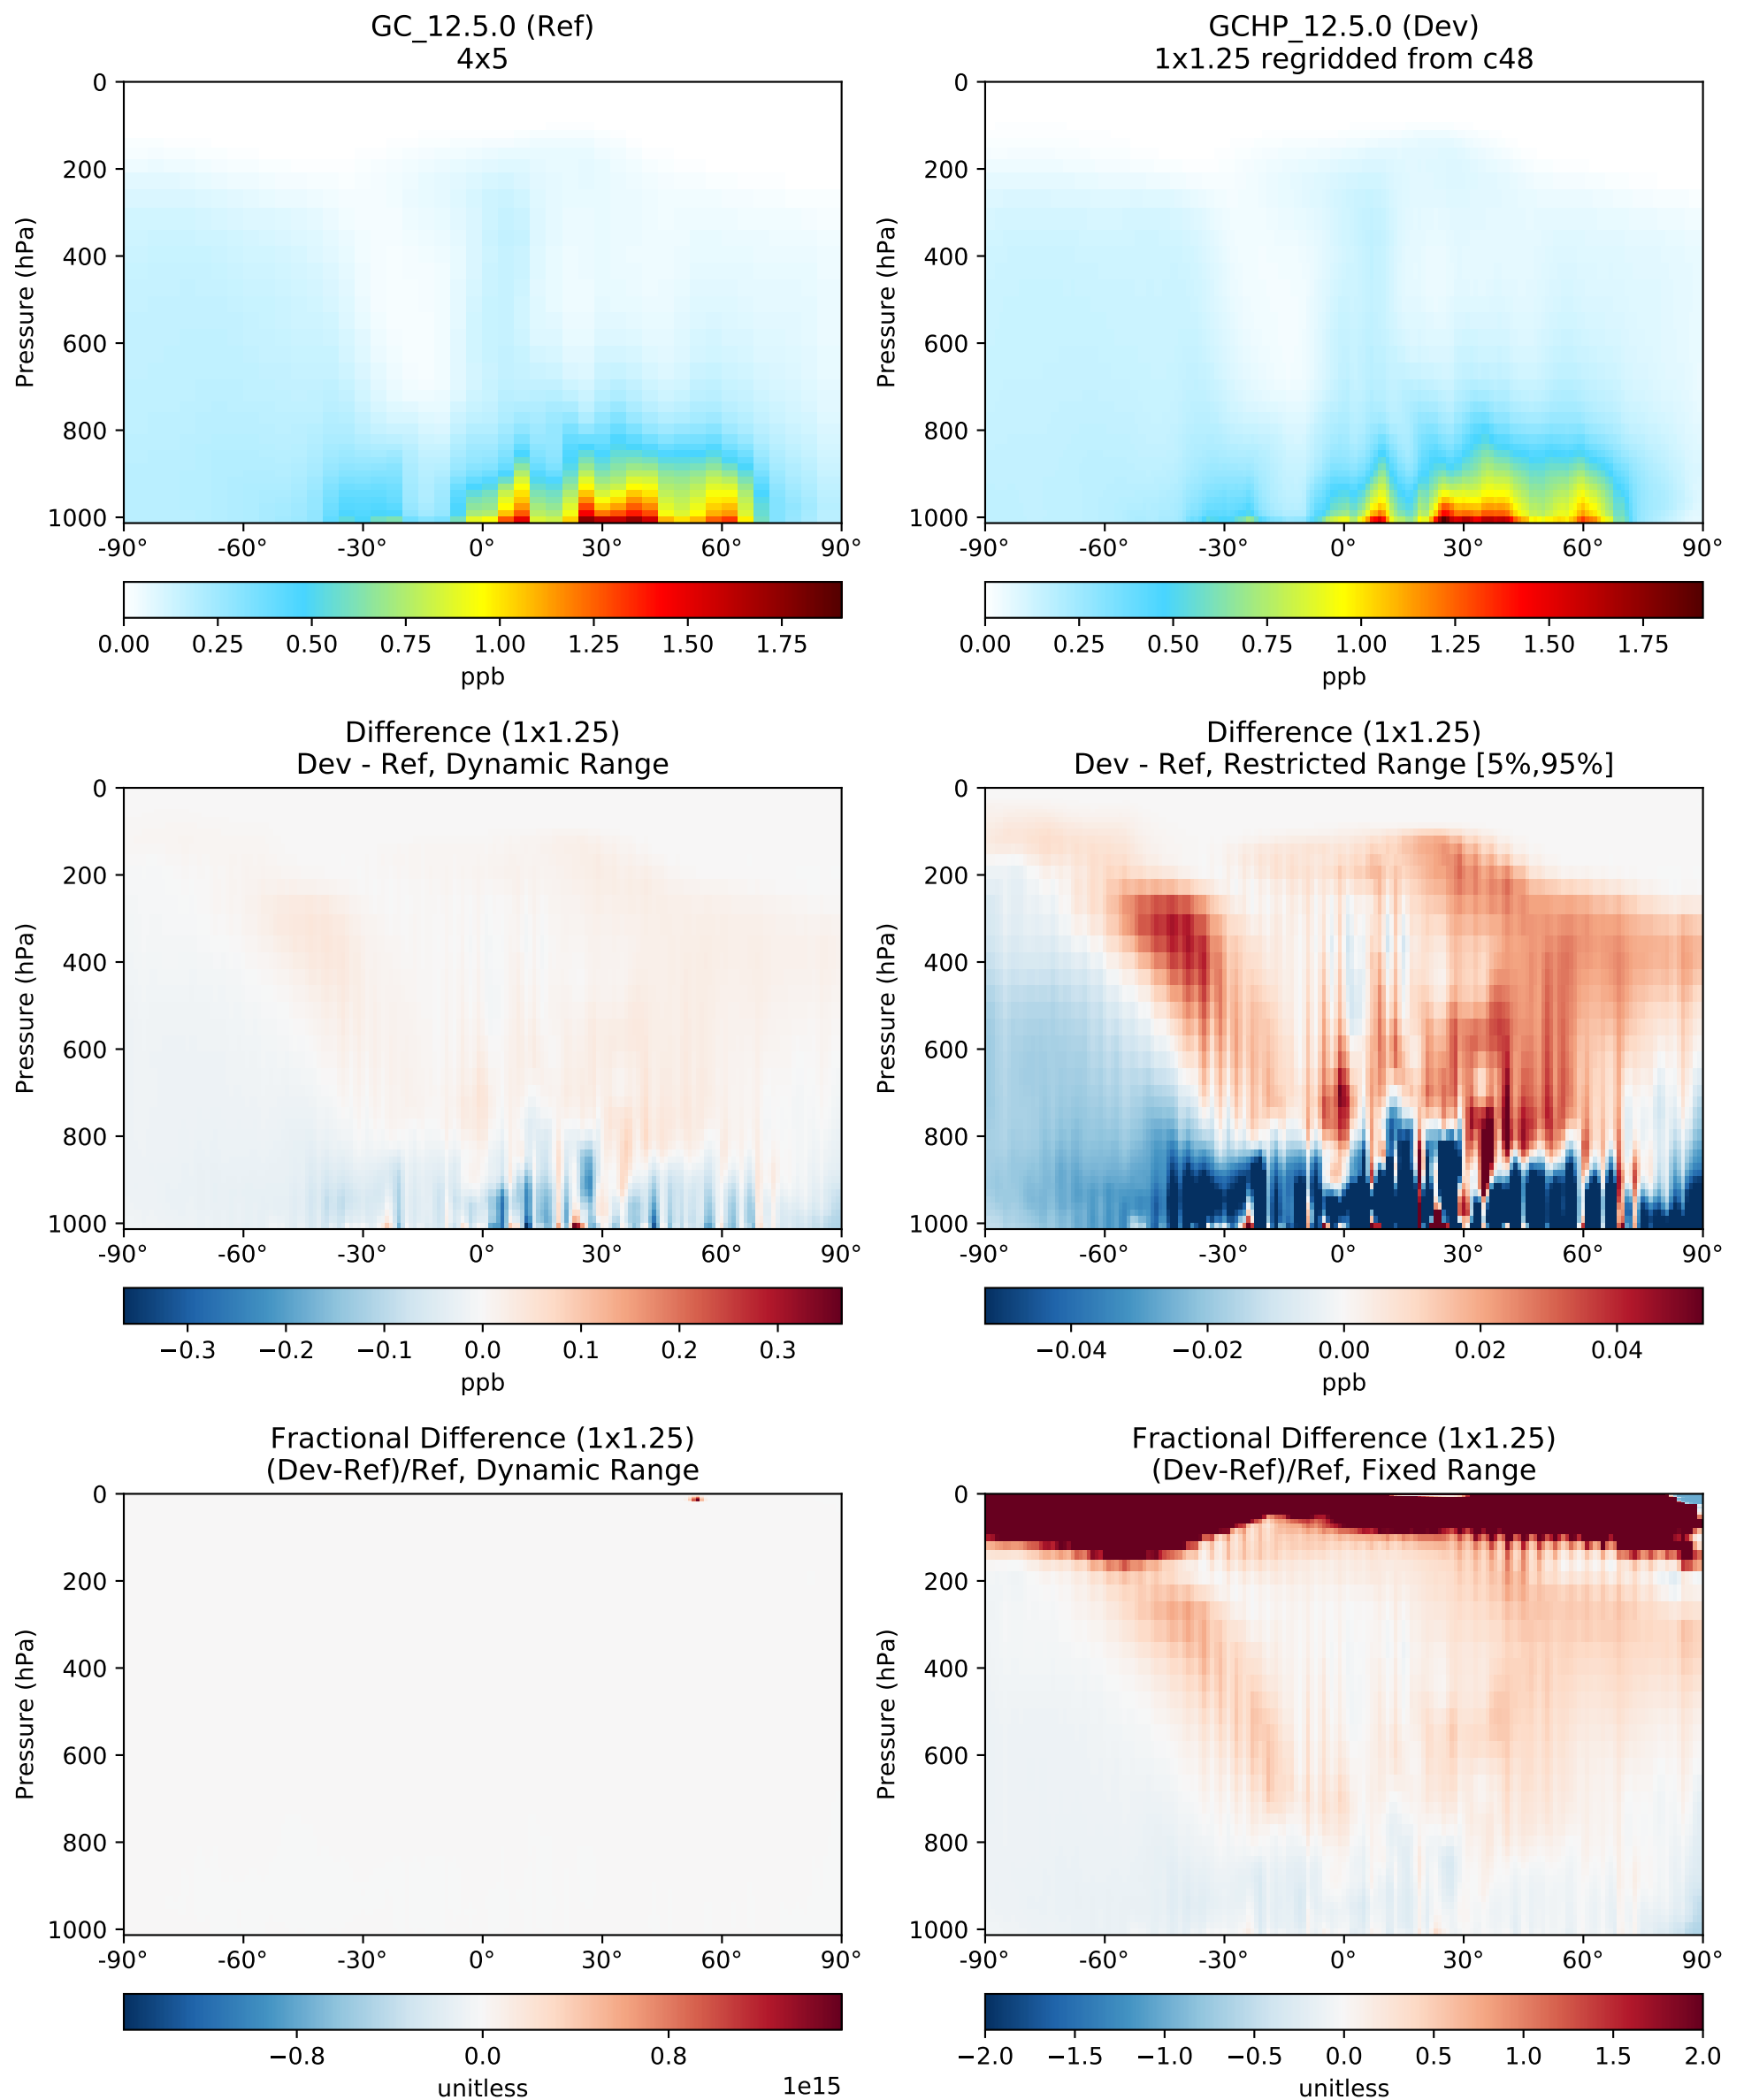 GC_12.5.0 (Ref)
4x5
0
200
400
600
800
1000
Pressure (hPa)
-90° -60° -30° 0° 30° 60° 90°
0.00 0.25 0.50 0.75 1.00 1.25 1.50 1.75
ppb
GCHP_12.5.0 (Dev)
1x1.25 regridded from c48
0
200
400
600
800
1000
Pressure (hPa)
-90° -60° -30° 0° 30° 60° 90°
0.00 0.25 0.50 0.75 1.00 1.25 1.50 1.75
ppb
Difference (1x1.25)
Dev - Ref, Dynamic Range
0
200
400
600
800
1000
Pressure (hPa)
-90° -60° -30° 0° 30° 60° 90°
−0.3 −0.2 −0.1 0.0 0.1 0.2 0.3
ppb
Difference (1x1.25)
Dev - Ref, Restricted Range [5%,95%]
0
200
400
600
800
1000
Pressure (hPa)
-90° -60° -30° 0° 30° 60° 90°
−0.04 −0.02 0.00 0.02 0.04
ppb
Fractional Difference (1x1.25)
(Dev-Ref)/Ref, Dynamic Range
0
200
400
600
800
1000
Pressure (hPa)
-90° -60° -30° 0° 30° 60° 90°
−0.8 0.0 0.8
unitless 1e15
Fractional Difference (1x1.25)
(Dev-Ref)/Ref, Fixed Range
0
200
400
600
800
1000
Pressure (hPa)
-90° -60° -30° 0° 30° 60° 90°
−2.0 −1.5 −1.0 −0.5 0.0 0.5 1.0 1.5 2.0
unitless